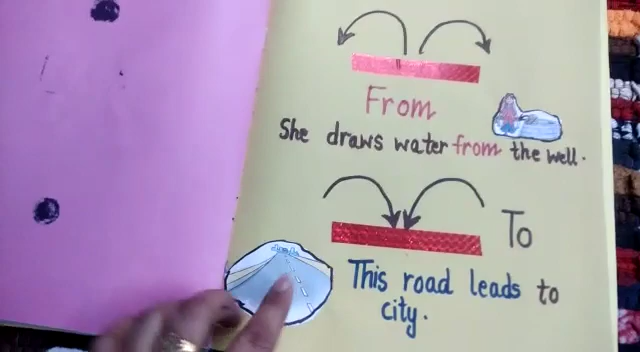 From
She draws water from the well.
To
This road leads to
city.